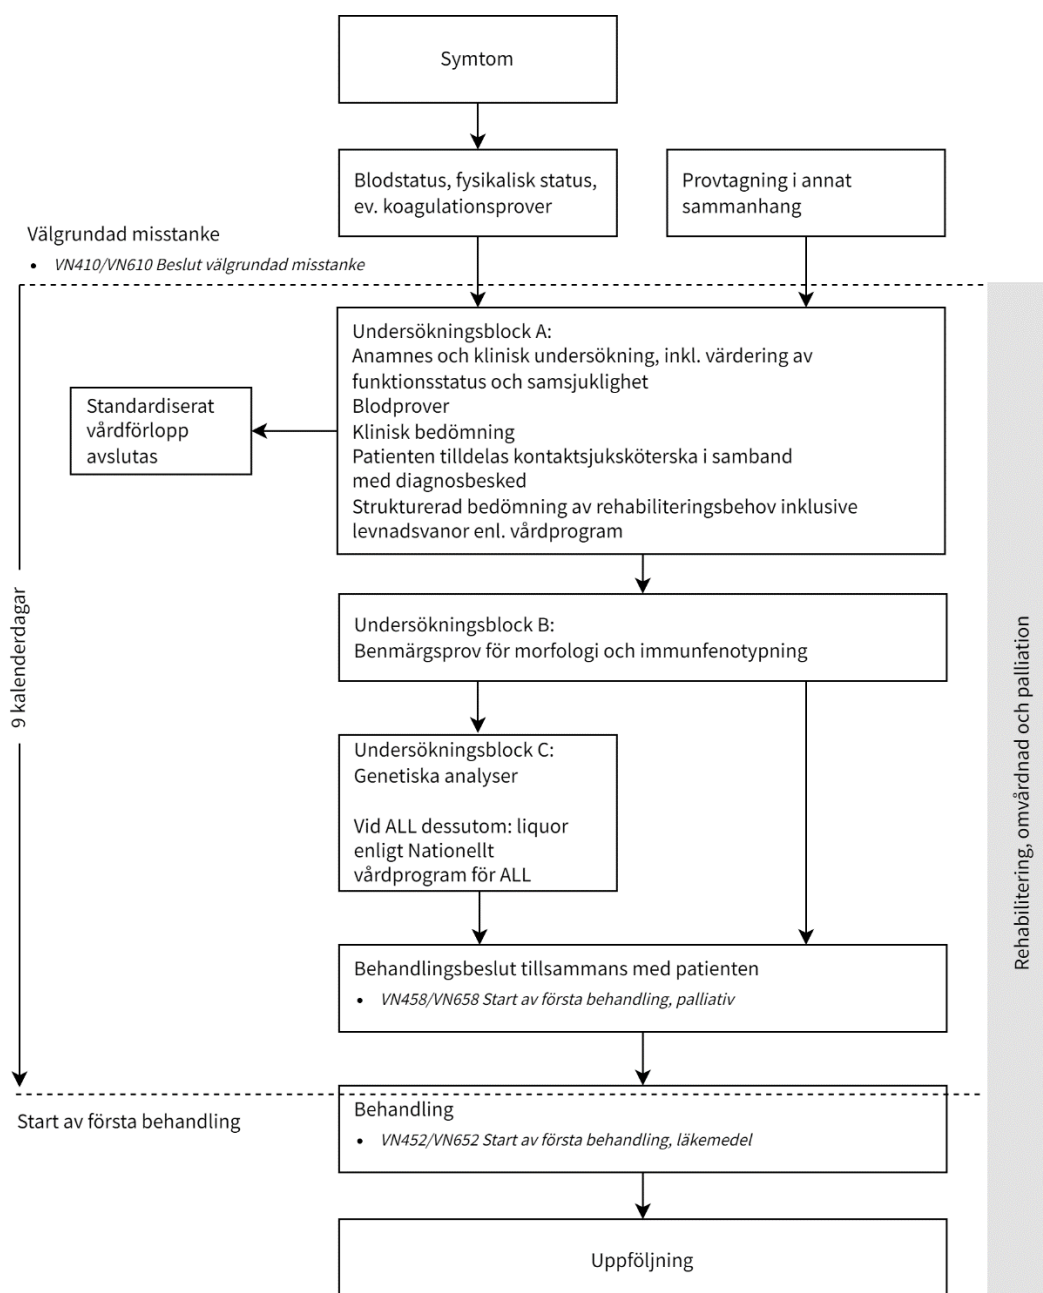 Symtom
Blodstatus, fysikalisk status,
ev. koagulationsprover
Provtagning i annat
sammanhang
Välgrundad misstanke
• VN410/VN610 Beslut välgrundad misstanke
Undersökningsblock A:
Anamnes och klinisk undersökning, inkl. värdering av
funktionsstatus och samsjuklighet
Blodprover
Klinisk bedömning
Patienten tilldelas kontaktsjuksköterska i samband
med diagnosbesked
Strukturerad bedömning av rehabiliteringsbehov inklusive
levnadsvanor enl. vårdprogram
Standardiserat
vårdförlopp
avslutas
9 kalenderdagar
Undersökningsblock B:
Benmärgsprov för morfologi och immunfenotypning
Undersökningsblock C:
Genetiska analyser
Vid ALL dessutom: liquor
enligt Nationellt
vårdprogram för ALL
Rehabilitering, omvårdnad och palliation
Behandlingsbeslut tillsammans med patienten
• VN458/VN658 Start av första behandling, palliativ
Start av första behandling
Behandling
• VN452/VN652 Start av första behandling, läkemedel
Uppföljning